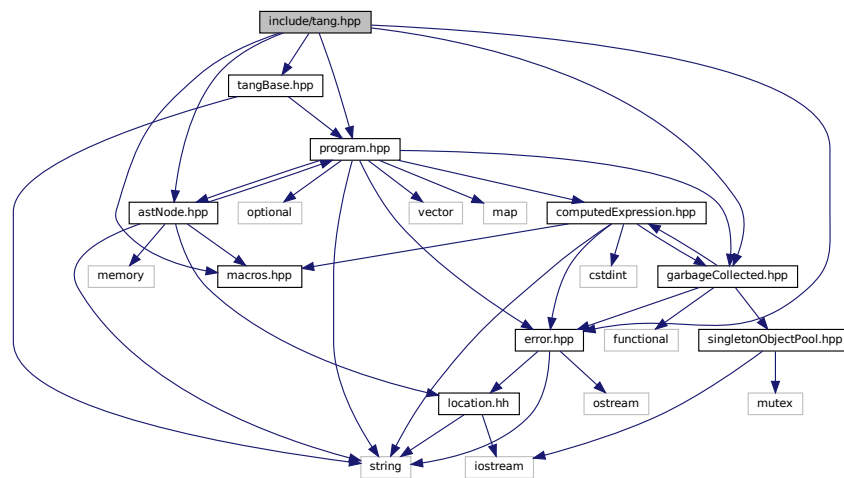 include/tang.hpp
tangBase.hpp
program.hpp
astNode.hpp
optional
vector
map
computedExpression.hpp
memory
macros.hpp
cstdint
garbageCollected.hpp
error.hpp
functional
singletonObjectPool.hpp
location.hh
ostream
mutex
string
iostream